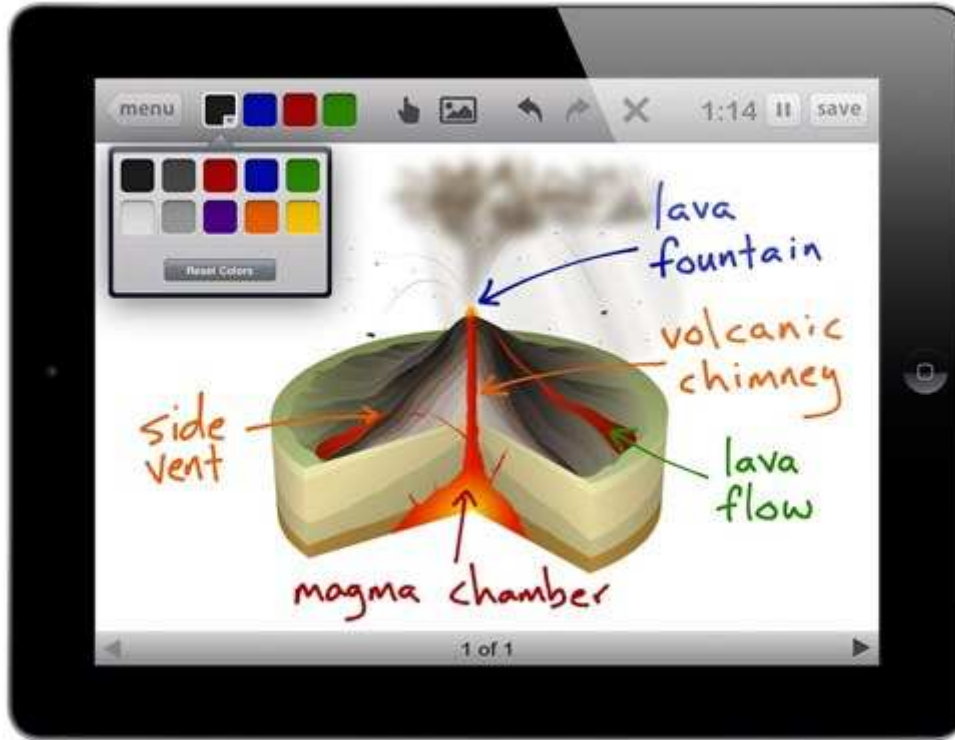 menu
1:14
save
Reset Colors
lava
fountain
volcanic
chimney
side
vent
lava
flow
magma chamber
1 of 1